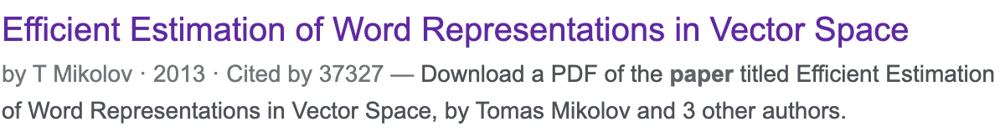 Efficient Estimation of Word Representations in Vector Space
by T Mikolov · 2013 · Cited by 37327 — Download a PDF of the paper titled Efficient Estimation
of Word Representations in Vector Space, by Tomas Mikolov and 3 other authors.